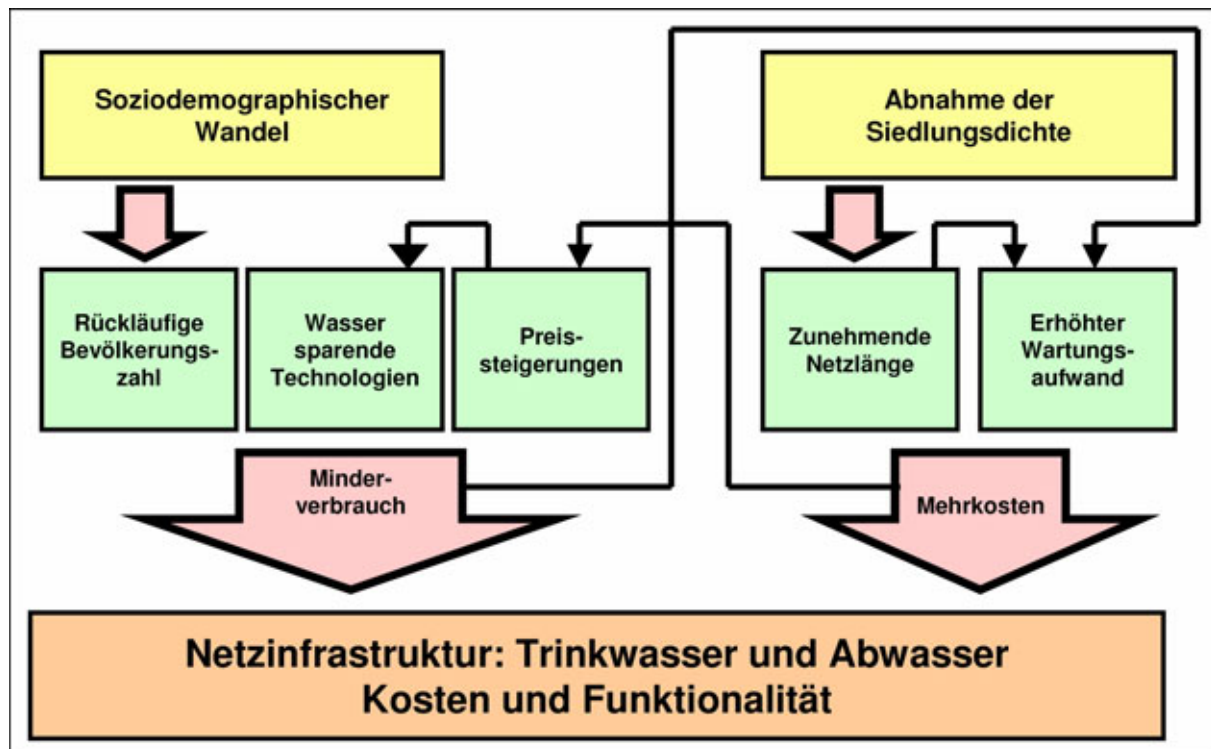 Soziodemographischer
Wandel
Abnahme der
Siedlungsdichte
Rückläufige
Bevölkerungs-
zahl
Wasser
sparende
Technologien
Preis-
steigerungen
Zunehmende
Netzlänge
Erhöhter
Wartungs-
aufwand
Minder-
verbrauch
Mehrkosten
Netzinfrastruktur: Trinkwasser und Abwasser
Kosten und Funktionalität